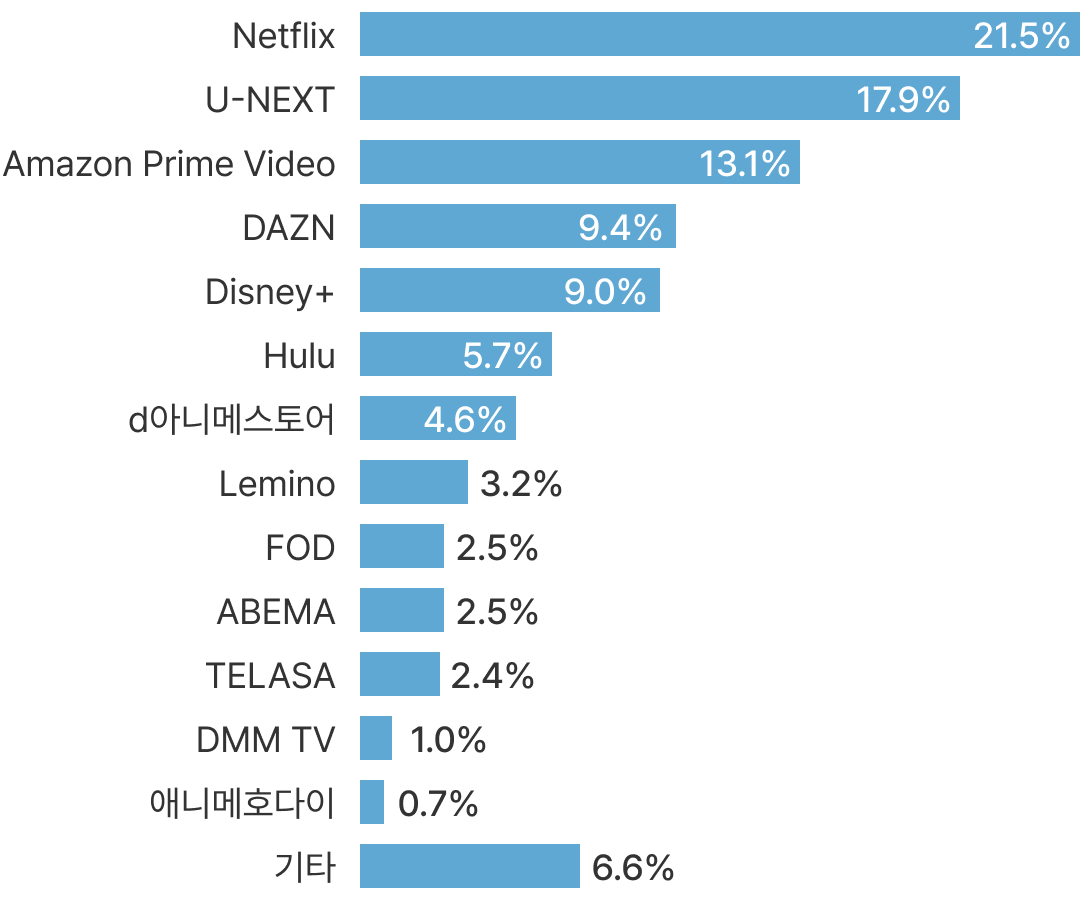 Netflix 21.5%
U-NEXT 17.9%
Amazon Prime Video 13.1%
DAZN 9.4%
Disney+ 9.0%
Hulu 5.7%
d아니메스토어 4.6%
Lemino 3.2%
FOD 2.5%
ABEMA 2.5%
TELASA 2.4%
DMM TV 1.0%
애니메호다이 0.7%
기타 6.6%